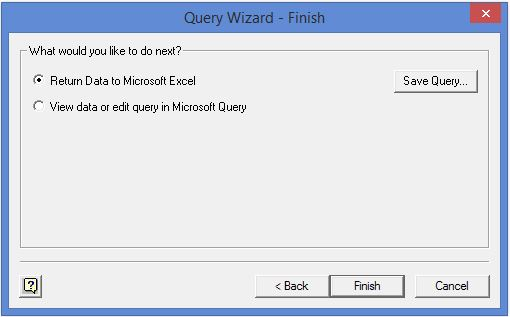 Query Wizard - Finish
What would you like to do next?
Return Data to Microsoft Excel
Save Query...
View data or edit query in Microsoft Query
?
< Back
Finish
Cancel